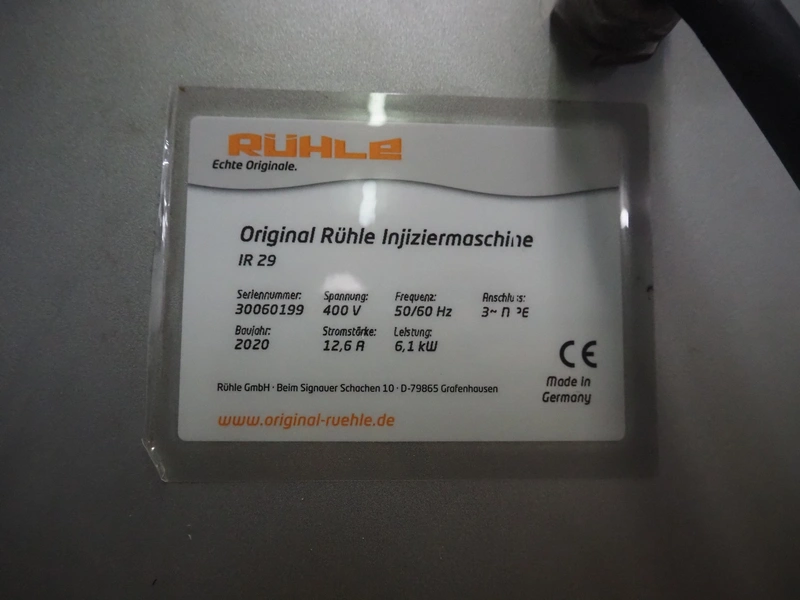 RÜHLE
Echte Originale.
Original Rühle Injiziermaschine
IR 29
Seriennummer: Spannung: Frequenz: Anschluss:
30060199 400 V 50/60 Hz 3~
Baujahr: Stromstärke: Leistung:
2020 12,6 A 6,1 kW
CE
Rühle GmbH · Beim Signauer Schachen 10 · D-79865 Grafenhausen
Made in
Germany
www.original-ruehle.de